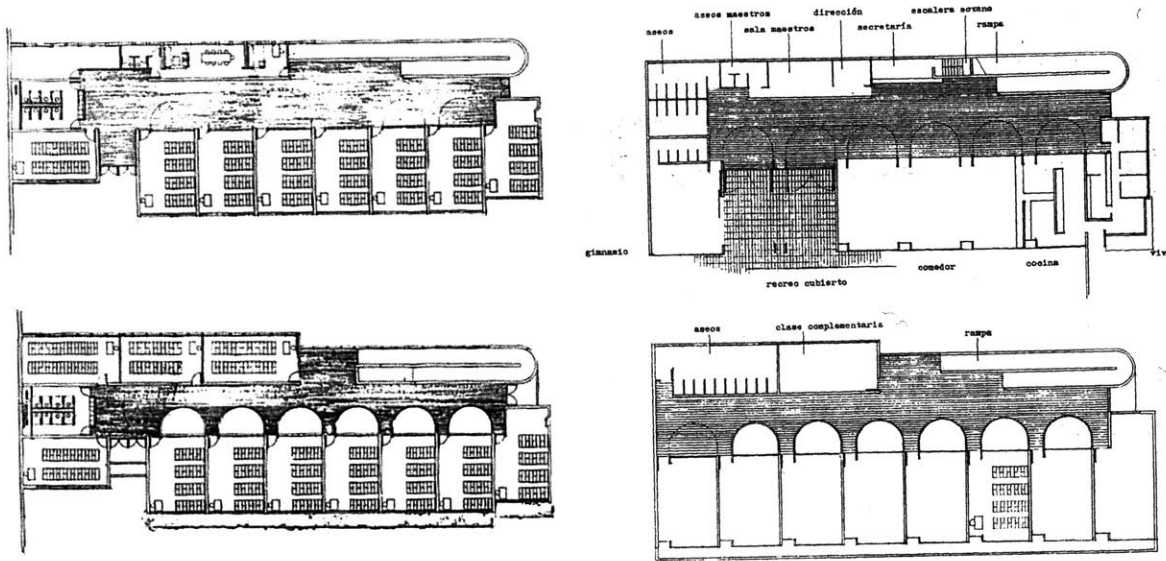 escalera sotano
dirección
aseos maestros
rampa
aseos
sala maestros
secretaría
gimnasio
comedor
cocina
viv
recreo cubierto
aseos
clase complementaria
rampa